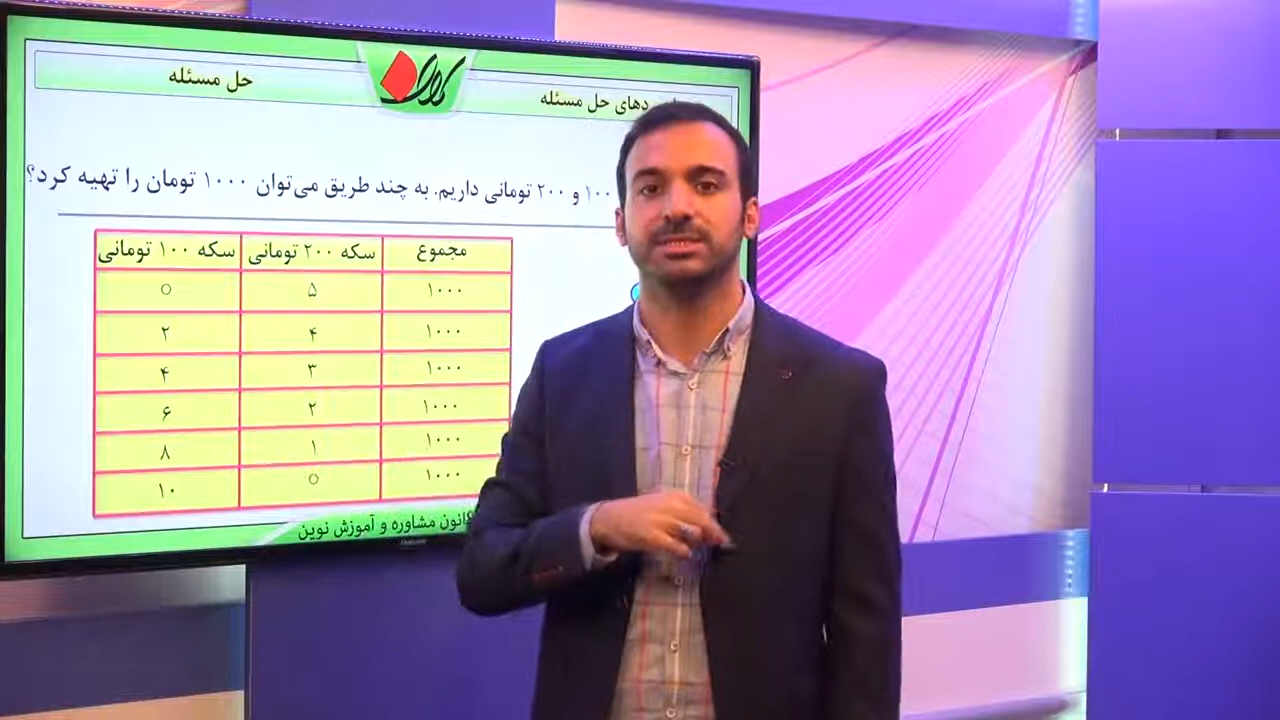 حل مسئله
دهای حل مسئله
۱۰۰ و ۲۰۰ تومانی داریم. به چند طریق می‌توان ۱۰۰۰ تومان را تهیه کرد؟
مجموع سکه ۲۰۰ تومانی سکه ۱۰۰ تومانی
۱۰۰۰ ۵ ۰
۱۰۰۰ ۴ ۲
۱۰۰۰ ۳ ۴
۱۰۰۰ ۲ ۶
۱۰۰۰ ۱ ۸
۱۰۰۰ ۰ ۱۰
کانون مشاوره و آموزش نوین